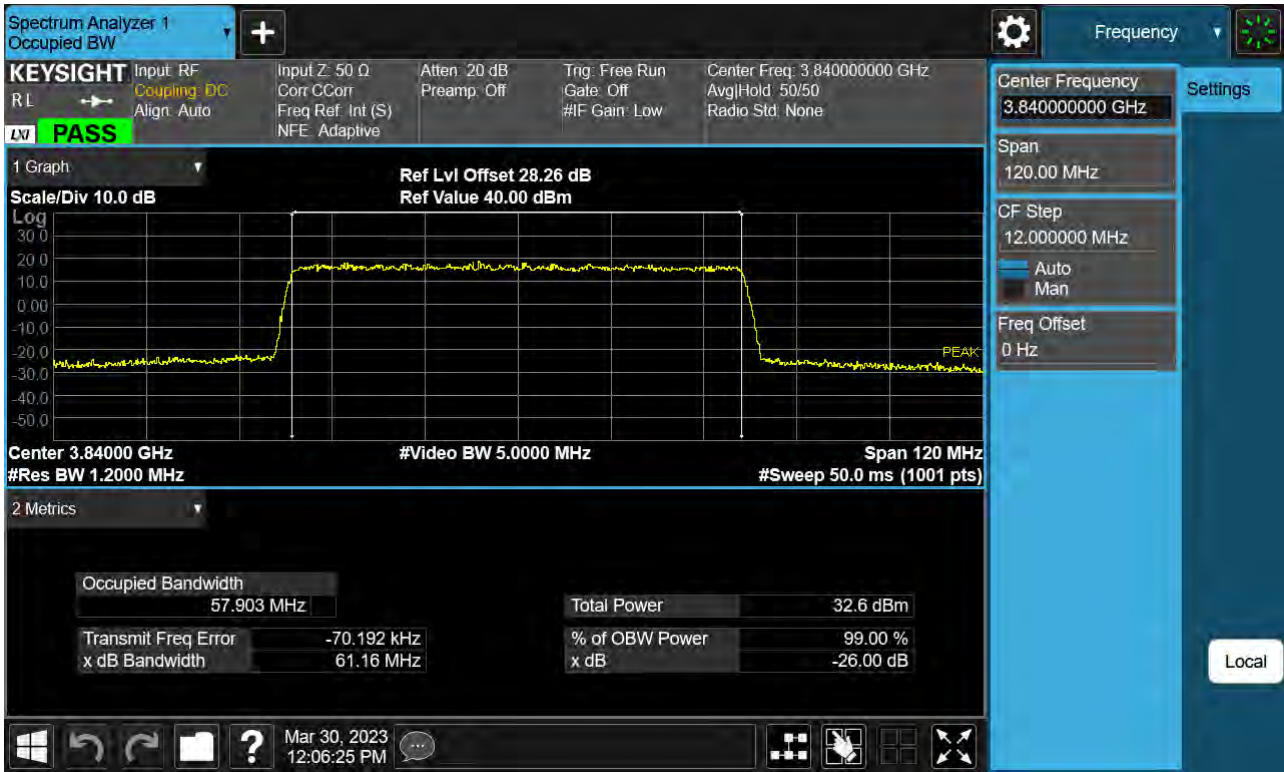 Spectrum Analyzer 1
Occupied BW
+
Frequency
KEYSIGHT
RL
LXI PASS
Input: RF
Coupling: DC
Align: Auto
Input Z: 50 Ω
Corr CCorr
Freq Ref: Int (S)
NFE: Adaptive
Atten: 20 dB
Preamp: Off
Trig: Free Run
Gate: Off
#IF Gain: Low
Center Freq: 3.840000000 GHz
Avg|Hold: 50/50
Radio Std: None
Center Frequency
3.840000000 GHz
Settings
Span
120.00 MHz
CF Step
12.000000 MHz
Auto
Man
Freq Offset
0 Hz
Local
1 Graph
Scale/Div 10.0 dB
Ref Lvl Offset 28.26 dB
Ref Value 40.00 dBm
Log
30.0
20.0
10.0
0.00
-10.0
-20.0
-30.0
-40.0
-50.0
PEAK
Center 3.84000 GHz
#Video BW 5.0000 MHz
Span 120 MHz
#Res BW 1.2000 MHz
#Sweep 50.0 ms (1001 pts)
2 Metrics
Occupied Bandwidth
57.903 MHz
Total Power 32.6 dBm
Transmit Freq Error -70.192 kHz
% of OBW Power 99.00 %
x dB Bandwidth 61.16 MHz
x dB -26.00 dB
?
Mar 30, 2023
12:06:25 PM